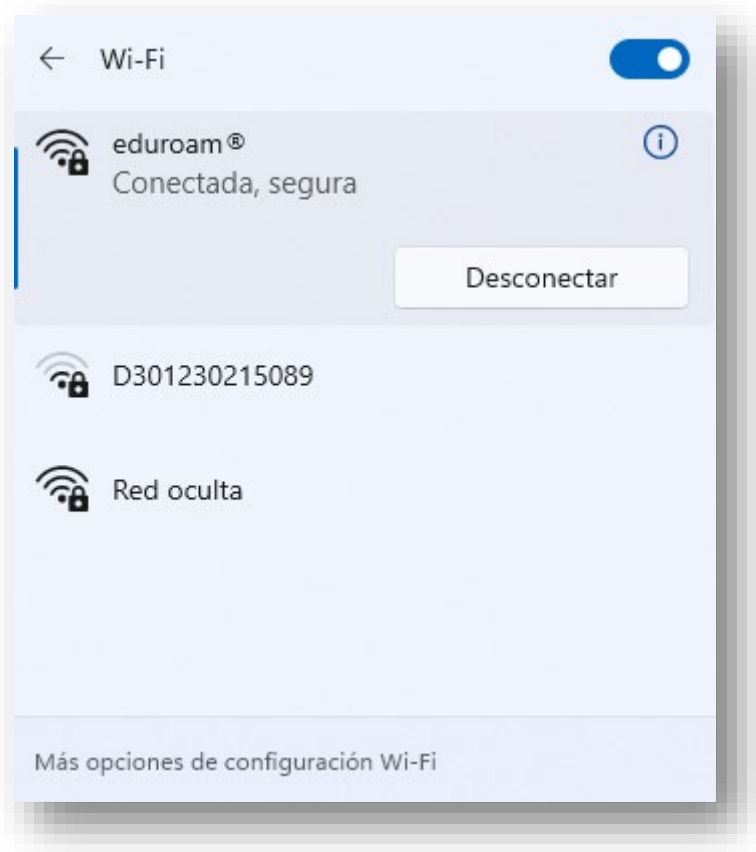 Wi-Fi
eduroam®
Conectada, segura
Desconectar
D301230215089
Red oculta
Más opciones de configuración Wi-Fi